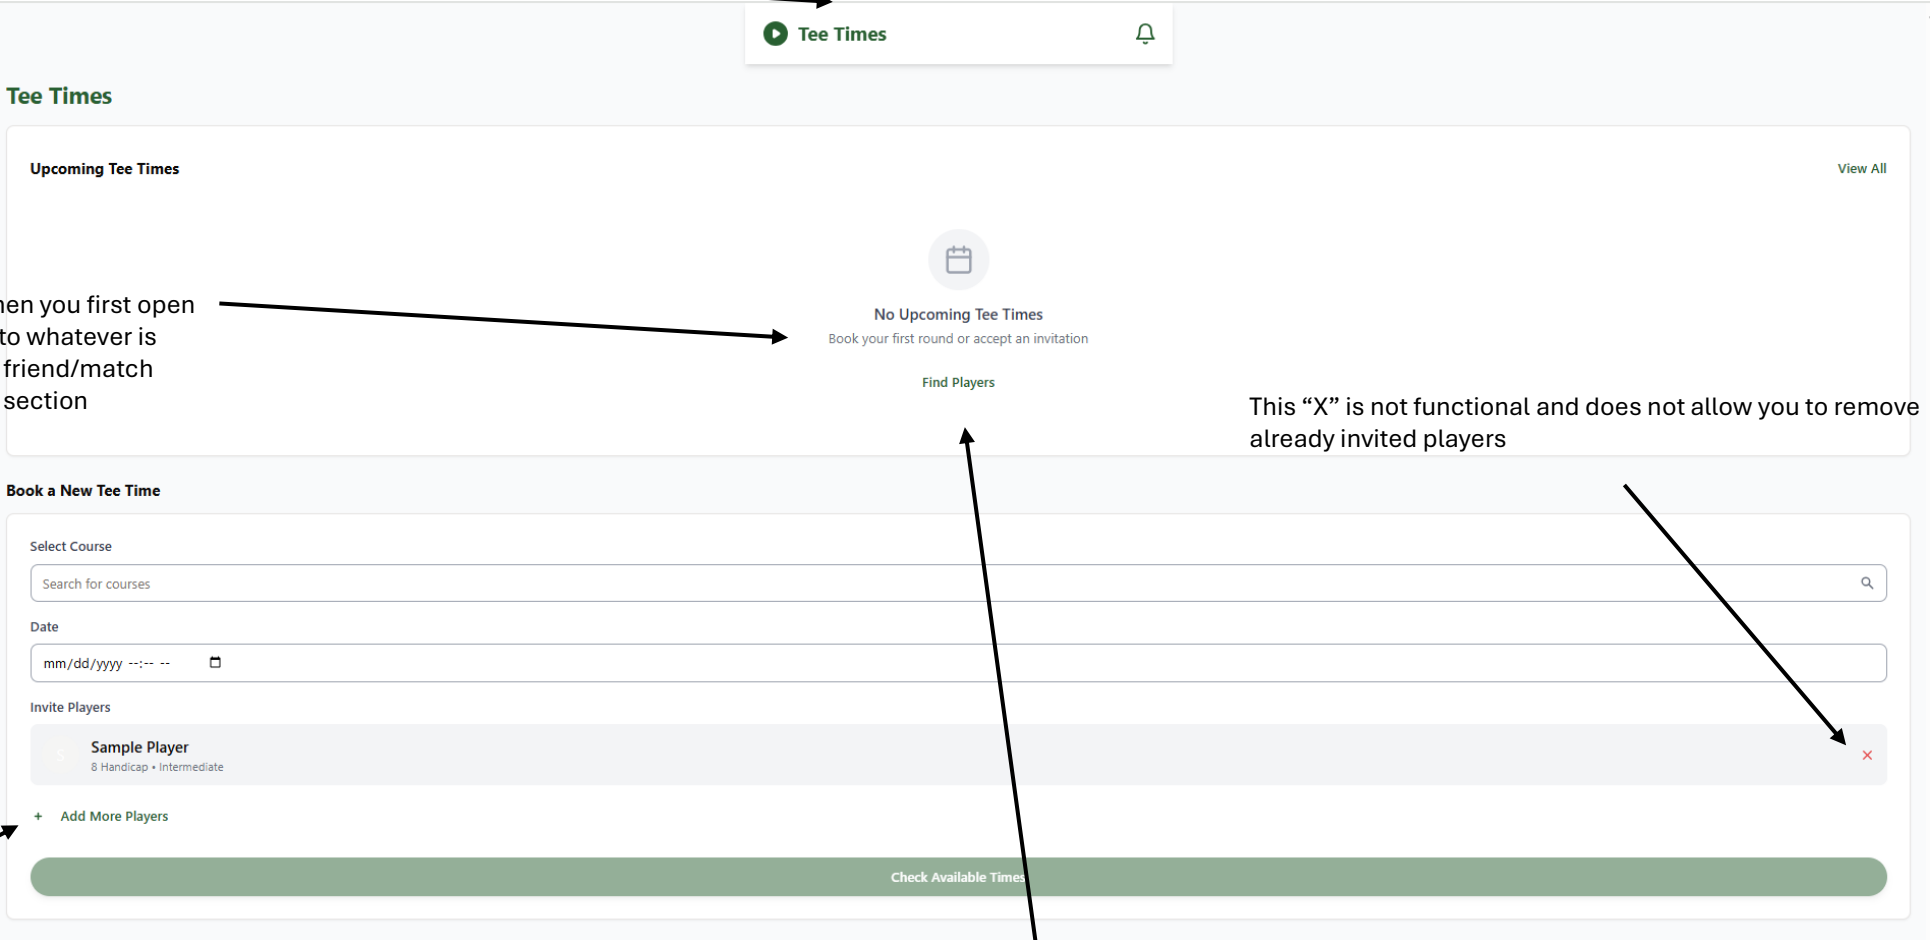 Tee Times
Tee Times
Upcoming Tee Times
View All
you first open
to whatever is
friend/match
section
No Upcoming Tee Times
Book your first round or accept an invitation
Find Players
This “X” is not functional and does not allow you to remove
already invited players
Book a New Tee Time
Select Course
Search for courses
Date
mm/dd/yyyy --:-- --
Invite Players
S
Sample Player
8 Handicap • Intermediate
+ Add More Players
Check Available Times